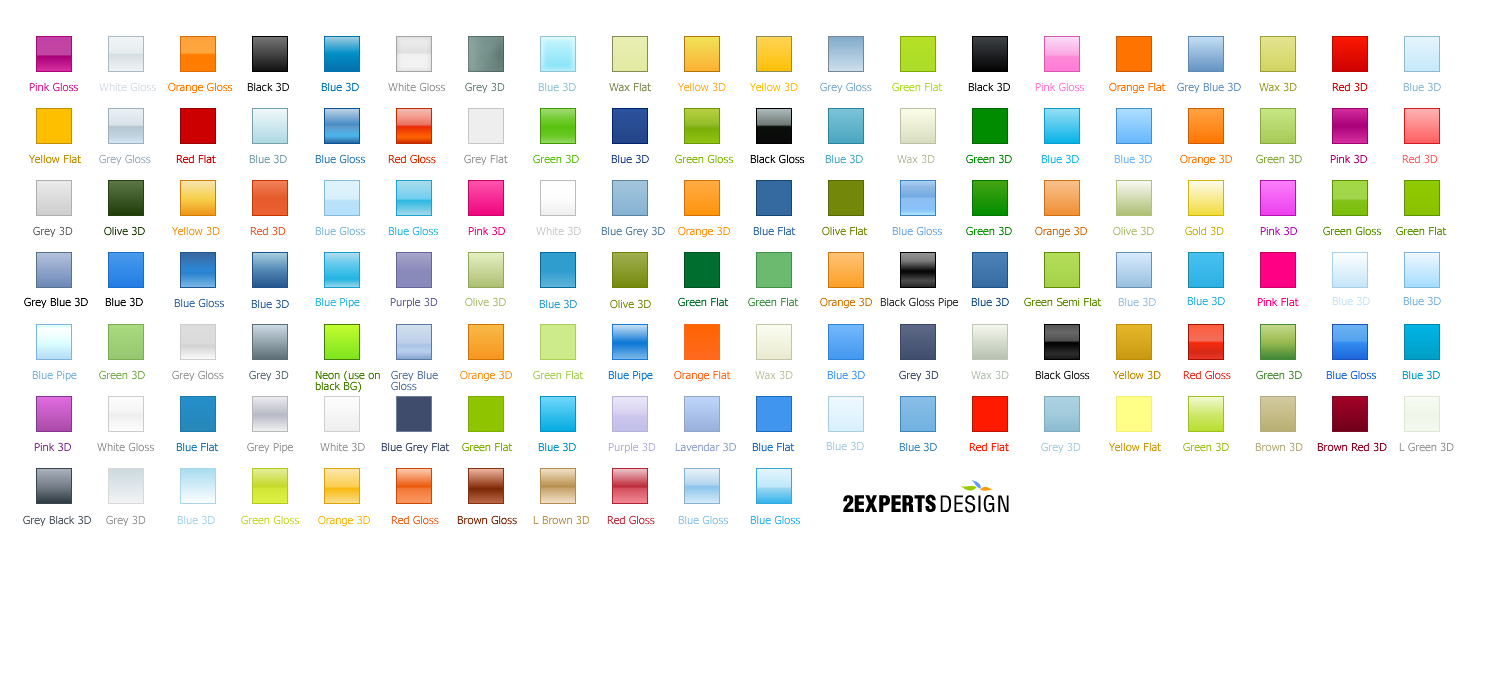 Pink Gloss White Gloss Orange Gloss Black 3D Blue 3D White Gloss Grey 3D Blue 3D Wax Flat Yellow 3D Yellow 3D Grey Gloss Green Flat Black 3D Pink Gloss Orange Flat Grey Blue 3D Wax 3D Red 3D Blue 3D
Yellow Flat Grey Gloss Red Flat Blue 3D Blue Gloss Red Gloss Grey Flat Green 3D Blue 3D Green Gloss Black Gloss Blue 3D Wax 3D Green 3D Blue 3D Blue 3D Orange 3D Green 3D Pink 3D Red 3D
Grey 3D Olive 3D Yellow 3D Red 3D Blue Gloss Blue Gloss Pink 3D White 3D Blue Grey 3D Orange 3D Blue Flat Olive Flat Blue Gloss Green 3D Orange 3D Olive 3D Gold 3D Pink 3D Green Gloss Green Flat
Grey Blue 3D Blue 3D Blue Gloss Blue 3D Blue Pipe Purple 3D Olive 3D Blue 3D Olive 3D Green Flat Green Flat Orange 3D Black Gloss Pipe Blue 3D Green Semi Flat Blue 3D Blue 3D Pink Flat Blue 3D Blue 3D
Blue Pipe Green 3D Grey Gloss Grey 3D Neon (use on Grey Blue Orange 3D Green Flat Blue Pipe Orange Flat Wax 3D Blue 3D Grey 3D Wax 3D Black Gloss Yellow 3D Red Gloss Green 3D Blue Gloss Blue 3D
black BG) Gloss
Pink 3D White Gloss Blue Flat Grey Pipe White 3D Blue Grey Flat Green Flat Blue 3D Purple 3D Lavendar 3D Blue Flat Blue 3D Blue 3D Red Flat Grey 3D Yellow Flat Green 3D Brown 3D Brown Red 3D L Green 3D
Grey Black 3D Grey 3D Blue 3D Green Gloss Orange 3D Red Gloss Brown Gloss L Brown 3D Red Gloss Blue Gloss Blue Gloss
2EXPERTS DESIGN